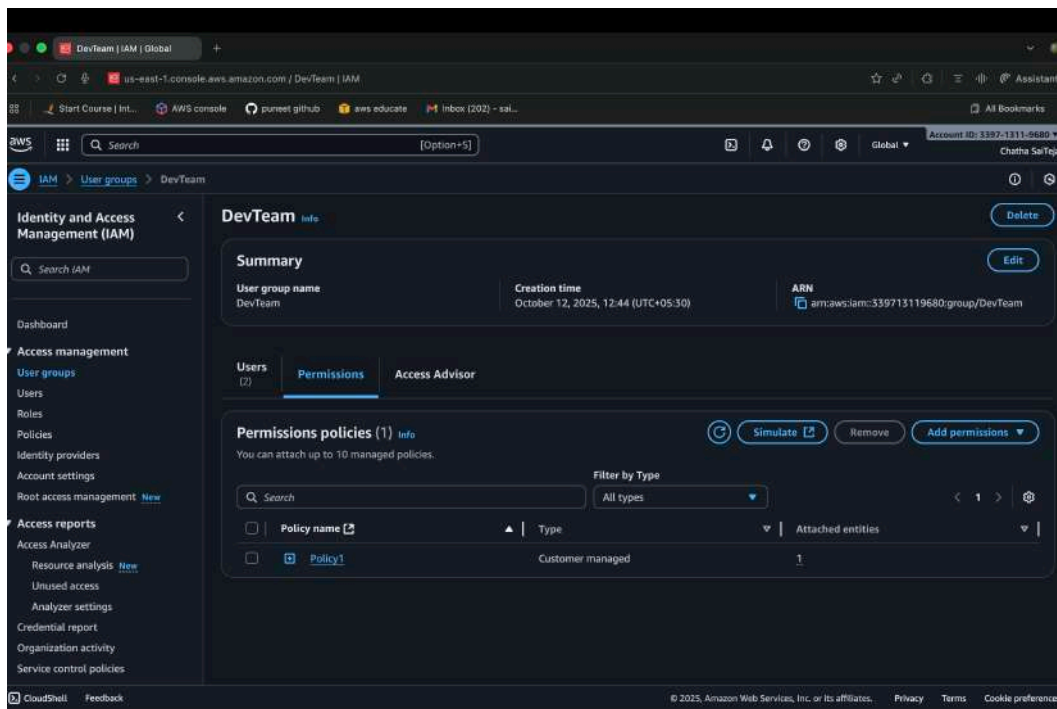 DevTeam | IAM | Global
us-east-1.console.aws.amazon.com / DevTeam | IAM
Assistant
Start Course | Int... AWS console puneet github aws educate Inbox (202) - sai... All Bookmarks
aws Search [Option+S] Global Account ID: 3397-1311-9680
Chatha SaiTej
IAM > User groups > DevTeam
Identity and Access
Management (IAM)
Search IAM
Dashboard
Access management
User groups
Users
Roles
Policies
Identity providers
Account settings
Root access management New
Access reports
Access Analyzer
Resource analysis New
Unused access
Analyzer settings
Credential report
Organization activity
Service control policies
DevTeam Info
Delete
Summary
Edit
User group name
DevTeam
Creation time
October 12, 2025, 12:44 (UTC+05:30)
ARN
arn:aws:iam::339713119680:group/DevTeam
Users
(2)
Permissions
Access Advisor
Permissions policies (1) Info
Simulate Remove Add permissions
You can attach up to 10 managed policies.
Filter by Type
Search All types
1
Policy name Type Attached entities
Policy1 Customer managed 1
CloudShell Feedback © 2025, Amazon Web Services, Inc. or its affiliates. Privacy Terms Cookie preference